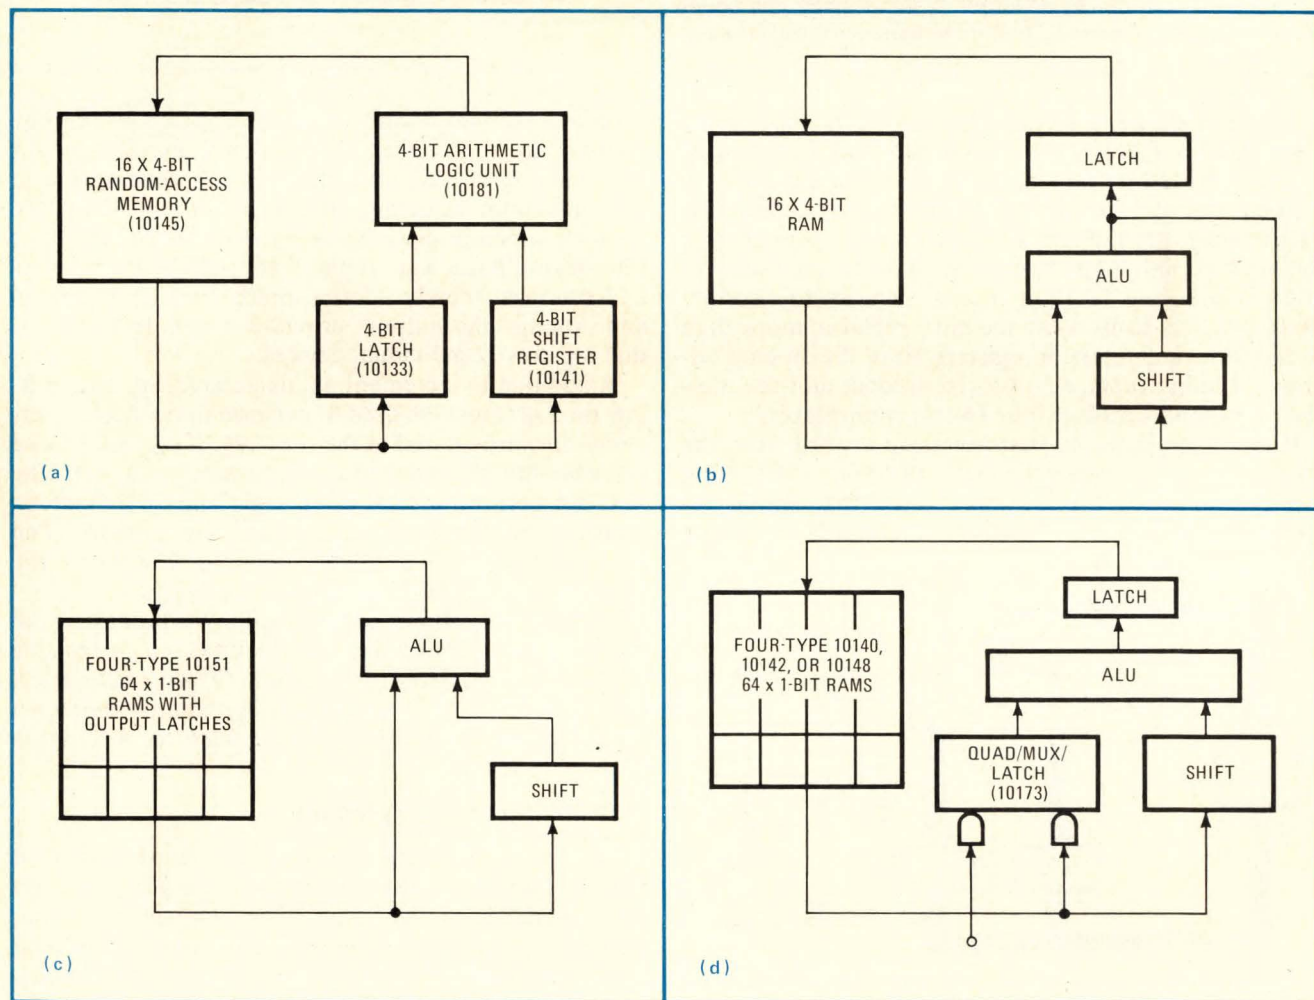 16 X 4-BIT
RANDOM-ACCESS
MEMORY
(10145)
4-BIT ARITHMETIC
LOGIC UNIT
(10181)
4-BIT
LATCH
(10133)
4-BIT
SHIFT
REGISTER
(10141)
(a)
16 X 4-BIT
RAM
LATCH
ALU
SHIFT
(b)
FOUR-TYPE 10151
64 x 1-BIT
RAMS WITH
OUTPUT LATCHES
ALU
SHIFT
(c)
FOUR-TYPE 10140,
10142, OR 10148
64 x 1-BIT RAMS
LATCH
ALU
QUAD/MUX/
LATCH
(10173)
SHIFT
(d)